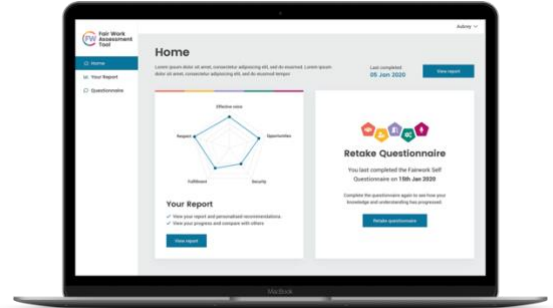 Aubrey
FW
Fair Work
Assessment
Tool
Home
Your Report
Questionnaire
Home
Lorem ipsum dolor sit amet, consectetur adipiscing elit, sed do eiusmod. Lorem ipsum
dolor sit amet, consectetur adipiscing elit, sed do eiusmod tempor
Last completed
05 Jan 2020
View report
Effective voice
Respect
Opportunities
Fulfillment
Security
Your Report
View your report and personalised recommendations.
View your progress and compare with others
View report
Retake Questionnaire
You last completed the Fairwork Self
Questionnaire on 15th Jan 2020
Complete the questionnaire again to see how your
knowledge and understanding has progressed.
Retake questionnaire
MacBook